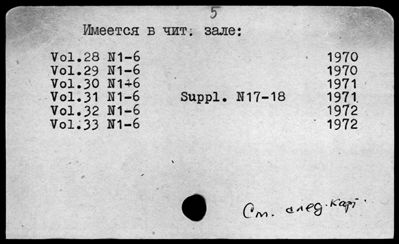 5
Имеется в чит. зале:
Vol.28 N1-6 1970
Vol.29 N1-6 1970
Vol.30 N1-6 1971
Vol.31 N1-6 Suppl. N17-18 1971
Vol.32 N1-6 1972
Vol.33 N1-6 1972
См. след. карт.